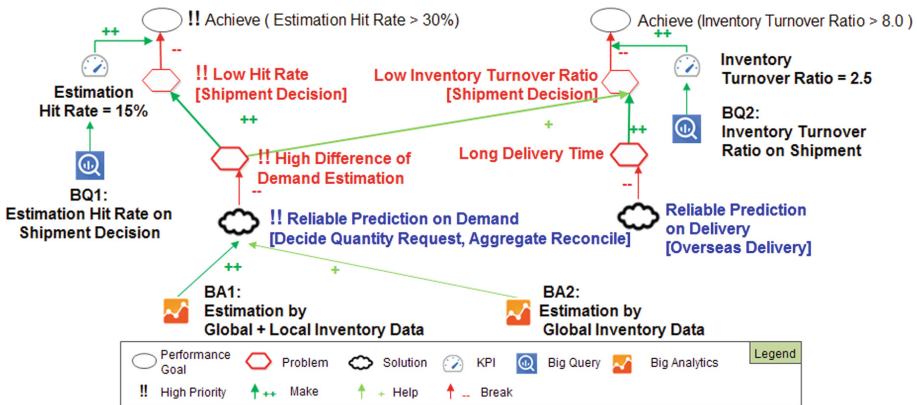 !! Achieve ( Estimation Hit Rate > 30%)
Achieve (Inventory Turnover Ratio > 8.0 )
++
--
--
++
!! Low Hit Rate
[Shipment Decision]
Low Inventory Turnover Ratio
[Shipment Decision]
Inventory
Turnover Ratio = 2.5
Estimation
Hit Rate = 15%
++
+
++
BQ2:
Inventory Turnover
Ratio on Shipment
!! High Difference of
Demand Estimation
Long Delivery Time
BQ1:
Estimation Hit Rate on
Shipment Decision
--
--
!! Reliable Prediction on Demand
[Decide Quantity Request, Aggregate Reconcile]
Reliable Prediction
on Delivery
[Overseas Delivery]
++
+
BA1:
Estimation by
Global + Local Inventory Data
BA2:
Estimation by
Global Inventory Data
Legend
Performance
Goal
Problem
Solution
KPI
Big Query
Big Analytics
!! High Priority
++ Make
+ Help
-- Break